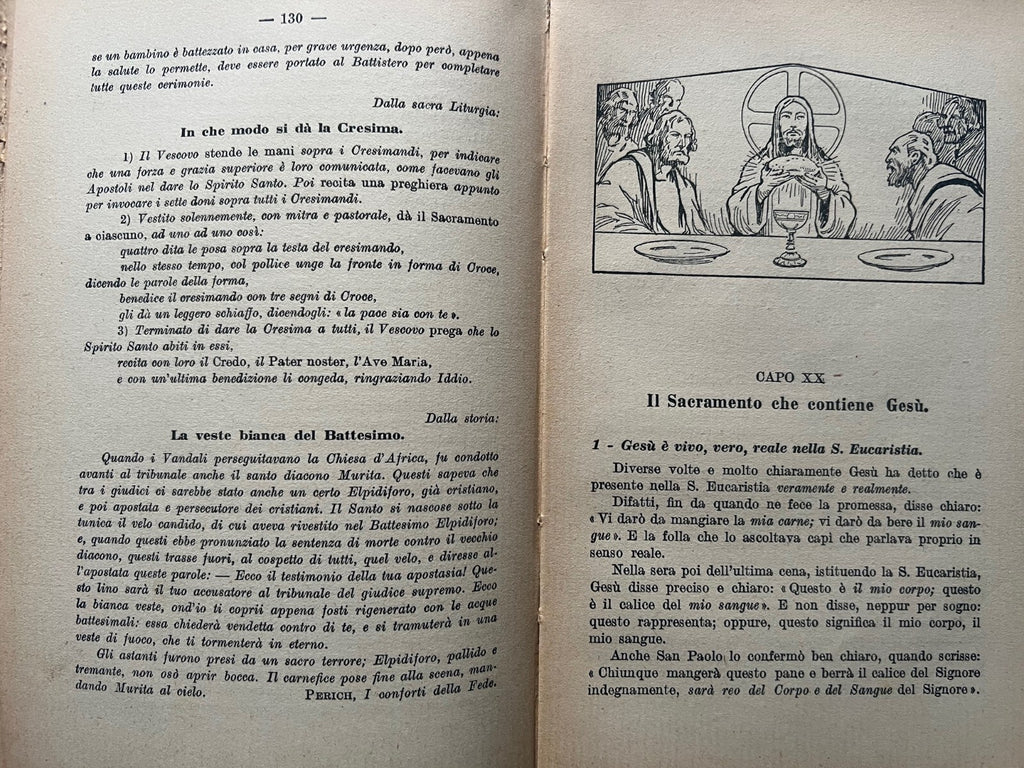 — 130 —
se un bambino è battezzato in casa, per grave urgenza, dopo però, appena
la salute lo permette, deve essere portato al Battistero per completare
tutte queste cerimonie.
Dalla sacra Liturgia:
In che modo si dà la Cresima.
1) Il Vescovo stende le mani sopra i Cresimandi, per indicare
che una forza e grazia superiore è loro comunicata, come facevano gli
Apostoli nel dare lo Spirito Santo. Poi recita una preghiera appunto
per invocare i sette doni sopra tutti i Cresimandi.
2) Vestito solennemente, con mitra e pastorale, dà il Sacramento
a ciascuno, ad uno ad uno così:
quattro dita le posa sopra la testa del cresimando,
nello stesso tempo, col pollice unge la fronte in forma di Croce,
dicendo le parole della forma,
benedice il cresimando con tre segni di Croce,
gli dà un leggero schiaffo, dicendogli: « la pace sia con te ».
3) Terminato di dare la Cresima a tutti, il Vescovo prega che lo
Spirito Santo abiti in essi,
recita con loro il Credo, il Pater noster, l'Ave Maria,
e con un'ultima benedizione li congeda, ringraziando Iddio.
Dalla storia:
La veste bianca del Battesimo.
Quando i Vandali perseguitavano la Chiesa d'Africa, fu condotto
avanti al tribunale anche il santo diacono Murita. Questi sapeva che
tra i giudici ci sarebbe stato anche un certo Elpidiforo, già cristiano,
e poi apostata e persecutore dei cristiani. Il Santo si nascose sotto la
tunica il velo candido, di cui aveva rivestito nel Battesimo Elpidiforo;
e, quando questi ebbe pronunziato la sentenza di morte contro il vecchio
diacono, questi trasse fuori, al cospetto di tutti, quel velo, e diresse al-
l'apostata queste parole: — Ecco il testimonio della tua apostasia! Que-
sto lino sarà il tuo accusatore al tribunale del giudice supremo. Ecco
la bianca veste, ond'io ti coprii appena fosti rigenerato con le acque
battesimali: essa chiederà vendetta contro di te, e si tramuterà in una
veste di fuoco, che ti tormenterà in eterno.
Gli astanti furono presi da un sacro terrore; Elpidiforo, pallido e
tremante, non osò aprir bocca. Il carnefice pose fine alla scena, man-
dando Murita al cielo.
PERICH, I conforti della Fede.
CAPO XX
Il Sacramento che contiene Gesù.
1 - Gesù è vivo, vero, reale nella S. Eucaristia.
Diverse volte e molto chiaramente Gesù ha detto che è
presente nella S. Eucaristia veramente e realmente.
Difatti, fin da quando ne fece la promessa, disse chiaro:
« Vi darò da mangiare la mia carne; vi darò da bere il mio san-
gue ». E la folla che lo ascoltava capì che parlava proprio in
senso reale.
Nella sera poi dell'ultima cena, istituendo la S. Eucaristia,
Gesù disse preciso e chiaro: « Questo è il mio corpo; questo
è il calice del mio sangue ». E non disse, neppur per sogno:
questo rappresenta; oppure, questo significa il mio corpo, il
mio sangue.
Anche San Paolo lo confermò ben chiaro, quando scrisse:
« Chiunque mangerà questo pane e berrà il calice del Signore
indegnamente, sarà reo del Corpo e del Sangue del Signore ».